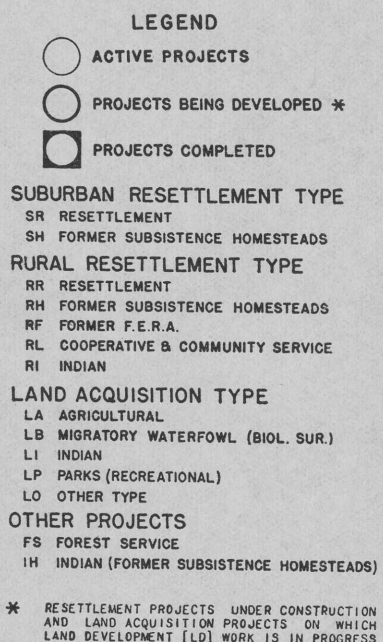 LEGEND
ACTIVE PROJECTS
PROJECTS BEING DEVELOPED *
PROJECTS COMPLETED
SUBURBAN RESETTLEMENT TYPE
SR RESETTLEMENT
SH FORMER SUBSISTENCE HOMESTEADS
RURAL RESETTLEMENT TYPE
RR RESETTLEMENT
RH FORMER SUBSISTENCE HOMESTEADS
RF FORMER F.E.R.A.
RL COOPERATIVE & COMMUNITY SERVICE
RI INDIAN
LAND ACQUISITION TYPE
LA AGRICULTURAL
LB MIGRATORY WATERFOWL (BIOL. SUR.)
LI INDIAN
LP PARKS (RECREATIONAL)
LO OTHER TYPE
OTHER PROJECTS
FS FOREST SERVICE
IH INDIAN (FORMER SUBSISTENCE HOMESTEADS)
* RESETTLEMENT PROJECTS UNDER CONSTRUCTION
AND LAND ACQUISITION PROJECTS ON WHICH
LAND DEVELOPMENT [LD] WORK IS IN PROGRESS